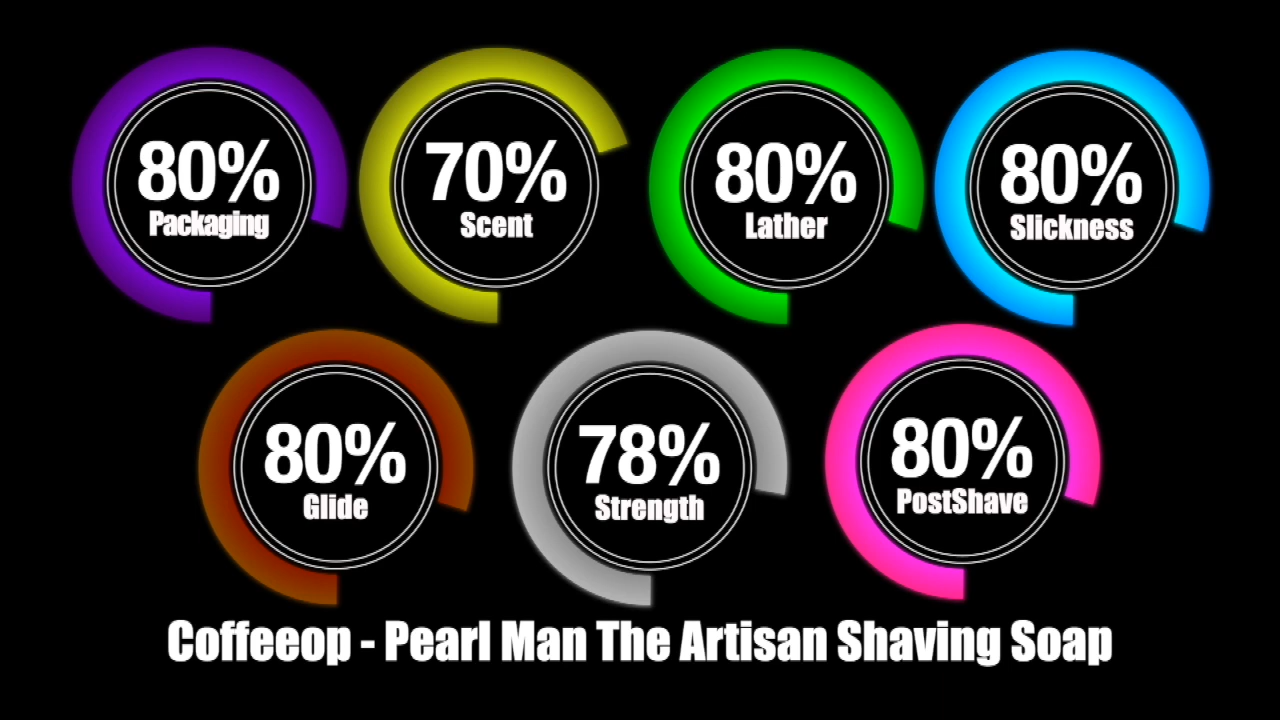 80%
Packaging
70%
Scent
80%
Lather
80%
Slickness
80%
Glide
78%
Strength
80%
PostShave
Coffeeop - Pearl Man The Artisan Shaving Soap